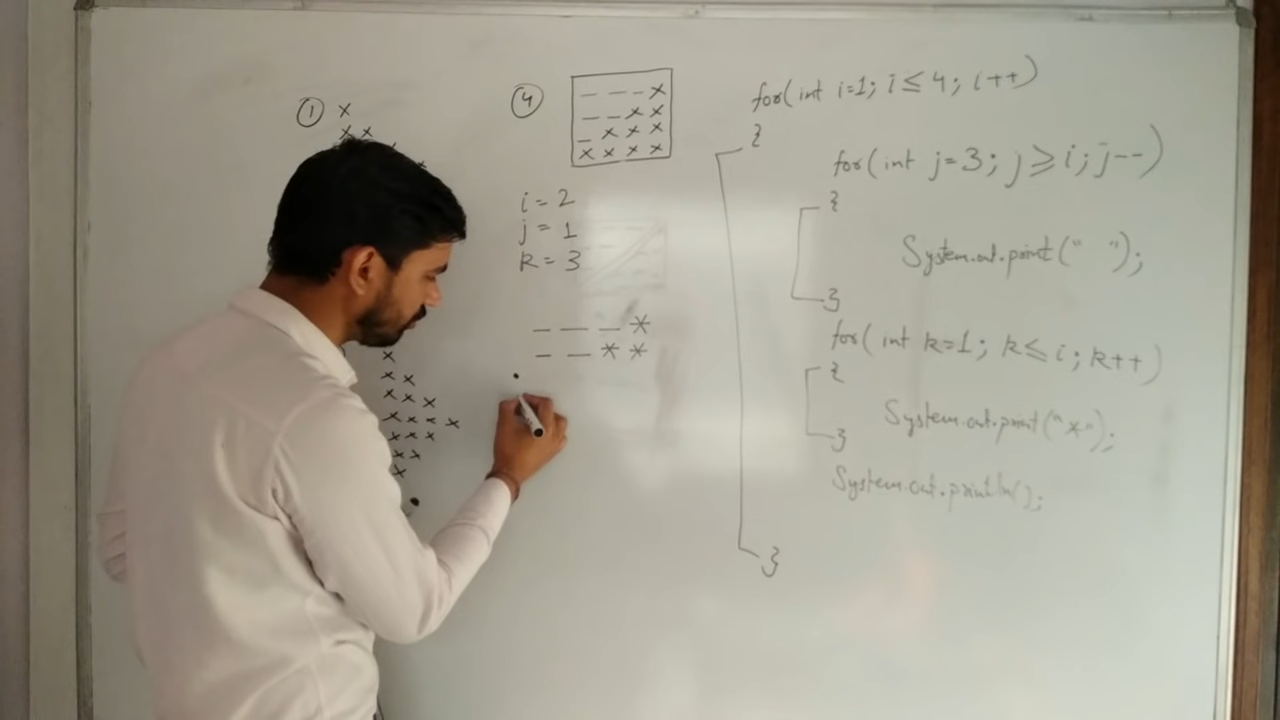 ① ×
× ×
×
× ×
× × ×
× × × ×
× × ×
× ×
×
④
– – – ×
– – × ×
– × × ×
× × × ×
i = 2
j = 1
k = 3
– – – *
– – * *
for(int i=1; i ≤ 4; i++)
{
for(int j=3; j ≥ i; j--)
{
System.out.print(" ");
}
for(int k=1; k ≤ i; k++)
{
System.out.print("*");
}
System.out.println();
}